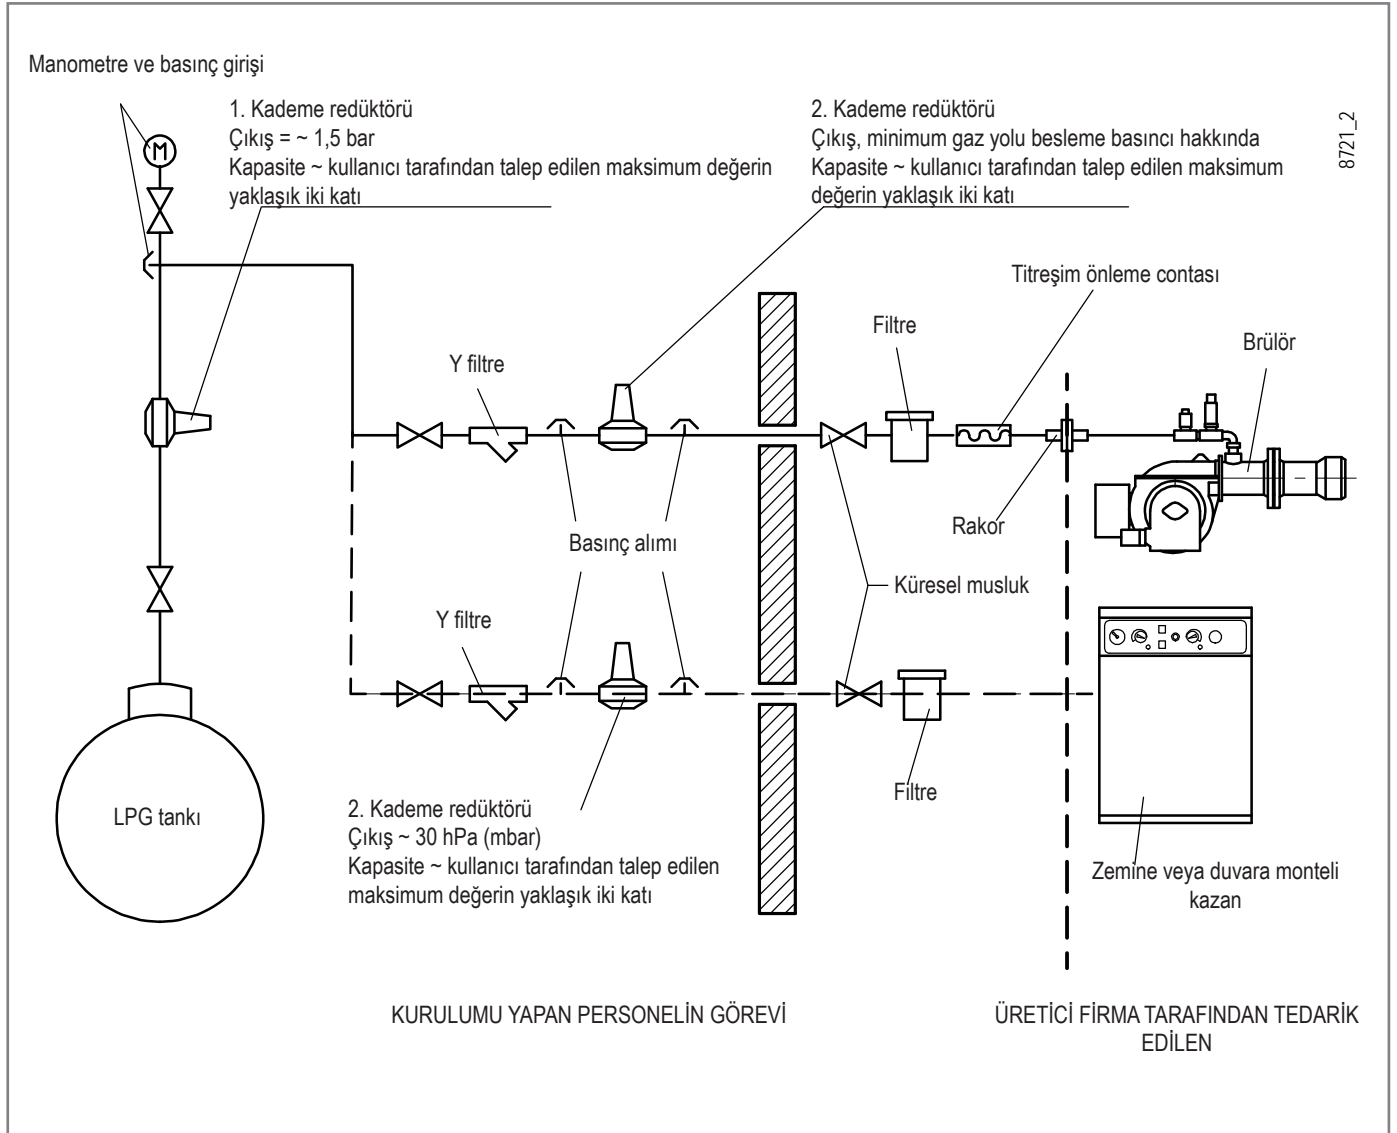 Manometre ve basınç girişi
1. Kademe redüktörü
Çıkış = ~ 1,5 bar
Kapasite ~ kullanıcı tarafından talep edilen maksimum değerin
yaklaşık iki katı
2. Kademe redüktörü
Çıkış, minimum gaz yolu besleme basıncı hakkında
Kapasite ~ kullanıcı tarafından talep edilen maksimum
değerin yaklaşık iki katı
8721_2
M
Titreşim önleme contası
Filtre
Brülör
Y filtre
Rakor
Basınç alımı
Küresel musluk
Y filtre
Filtre
LPG tankı
2. Kademe redüktörü
Çıkış ~ 30 hPa (mbar)
Kapasite ~ kullanıcı tarafından talep edilen
maksimum değerin yaklaşık iki katı
Zemine veya duvara monteli
kazan
KURULUMU YAPAN PERSONELİN GÖREVİ
ÜRETİCİ FİRMA TARAFINDAN TEDARİK
EDİLEN